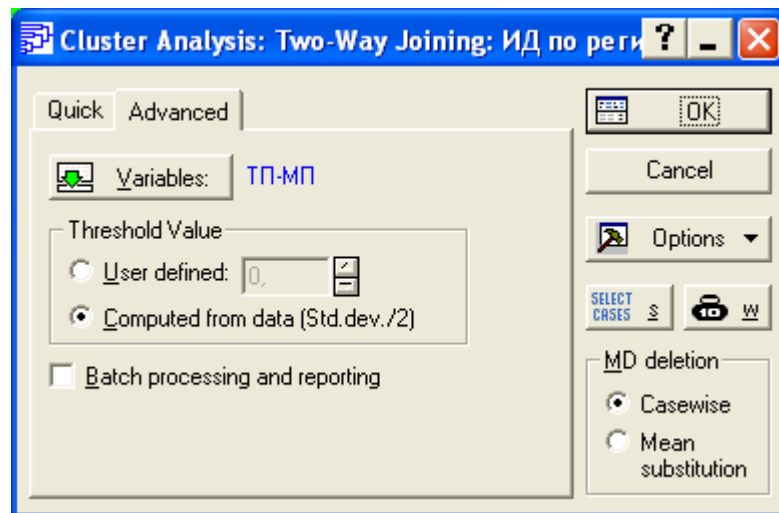 Cluster Analysis: Two-Way Joining: ИД по реги
?
Quick
Advanced
OK
Variables:
ТП-МП
Cancel
Threshold Value
User defined:
0,
Options
Computed from data (Std.dev./2)
SELECT CASES
S
W
Batch processing and reporting
MD deletion
Casewise
Mean
substitution